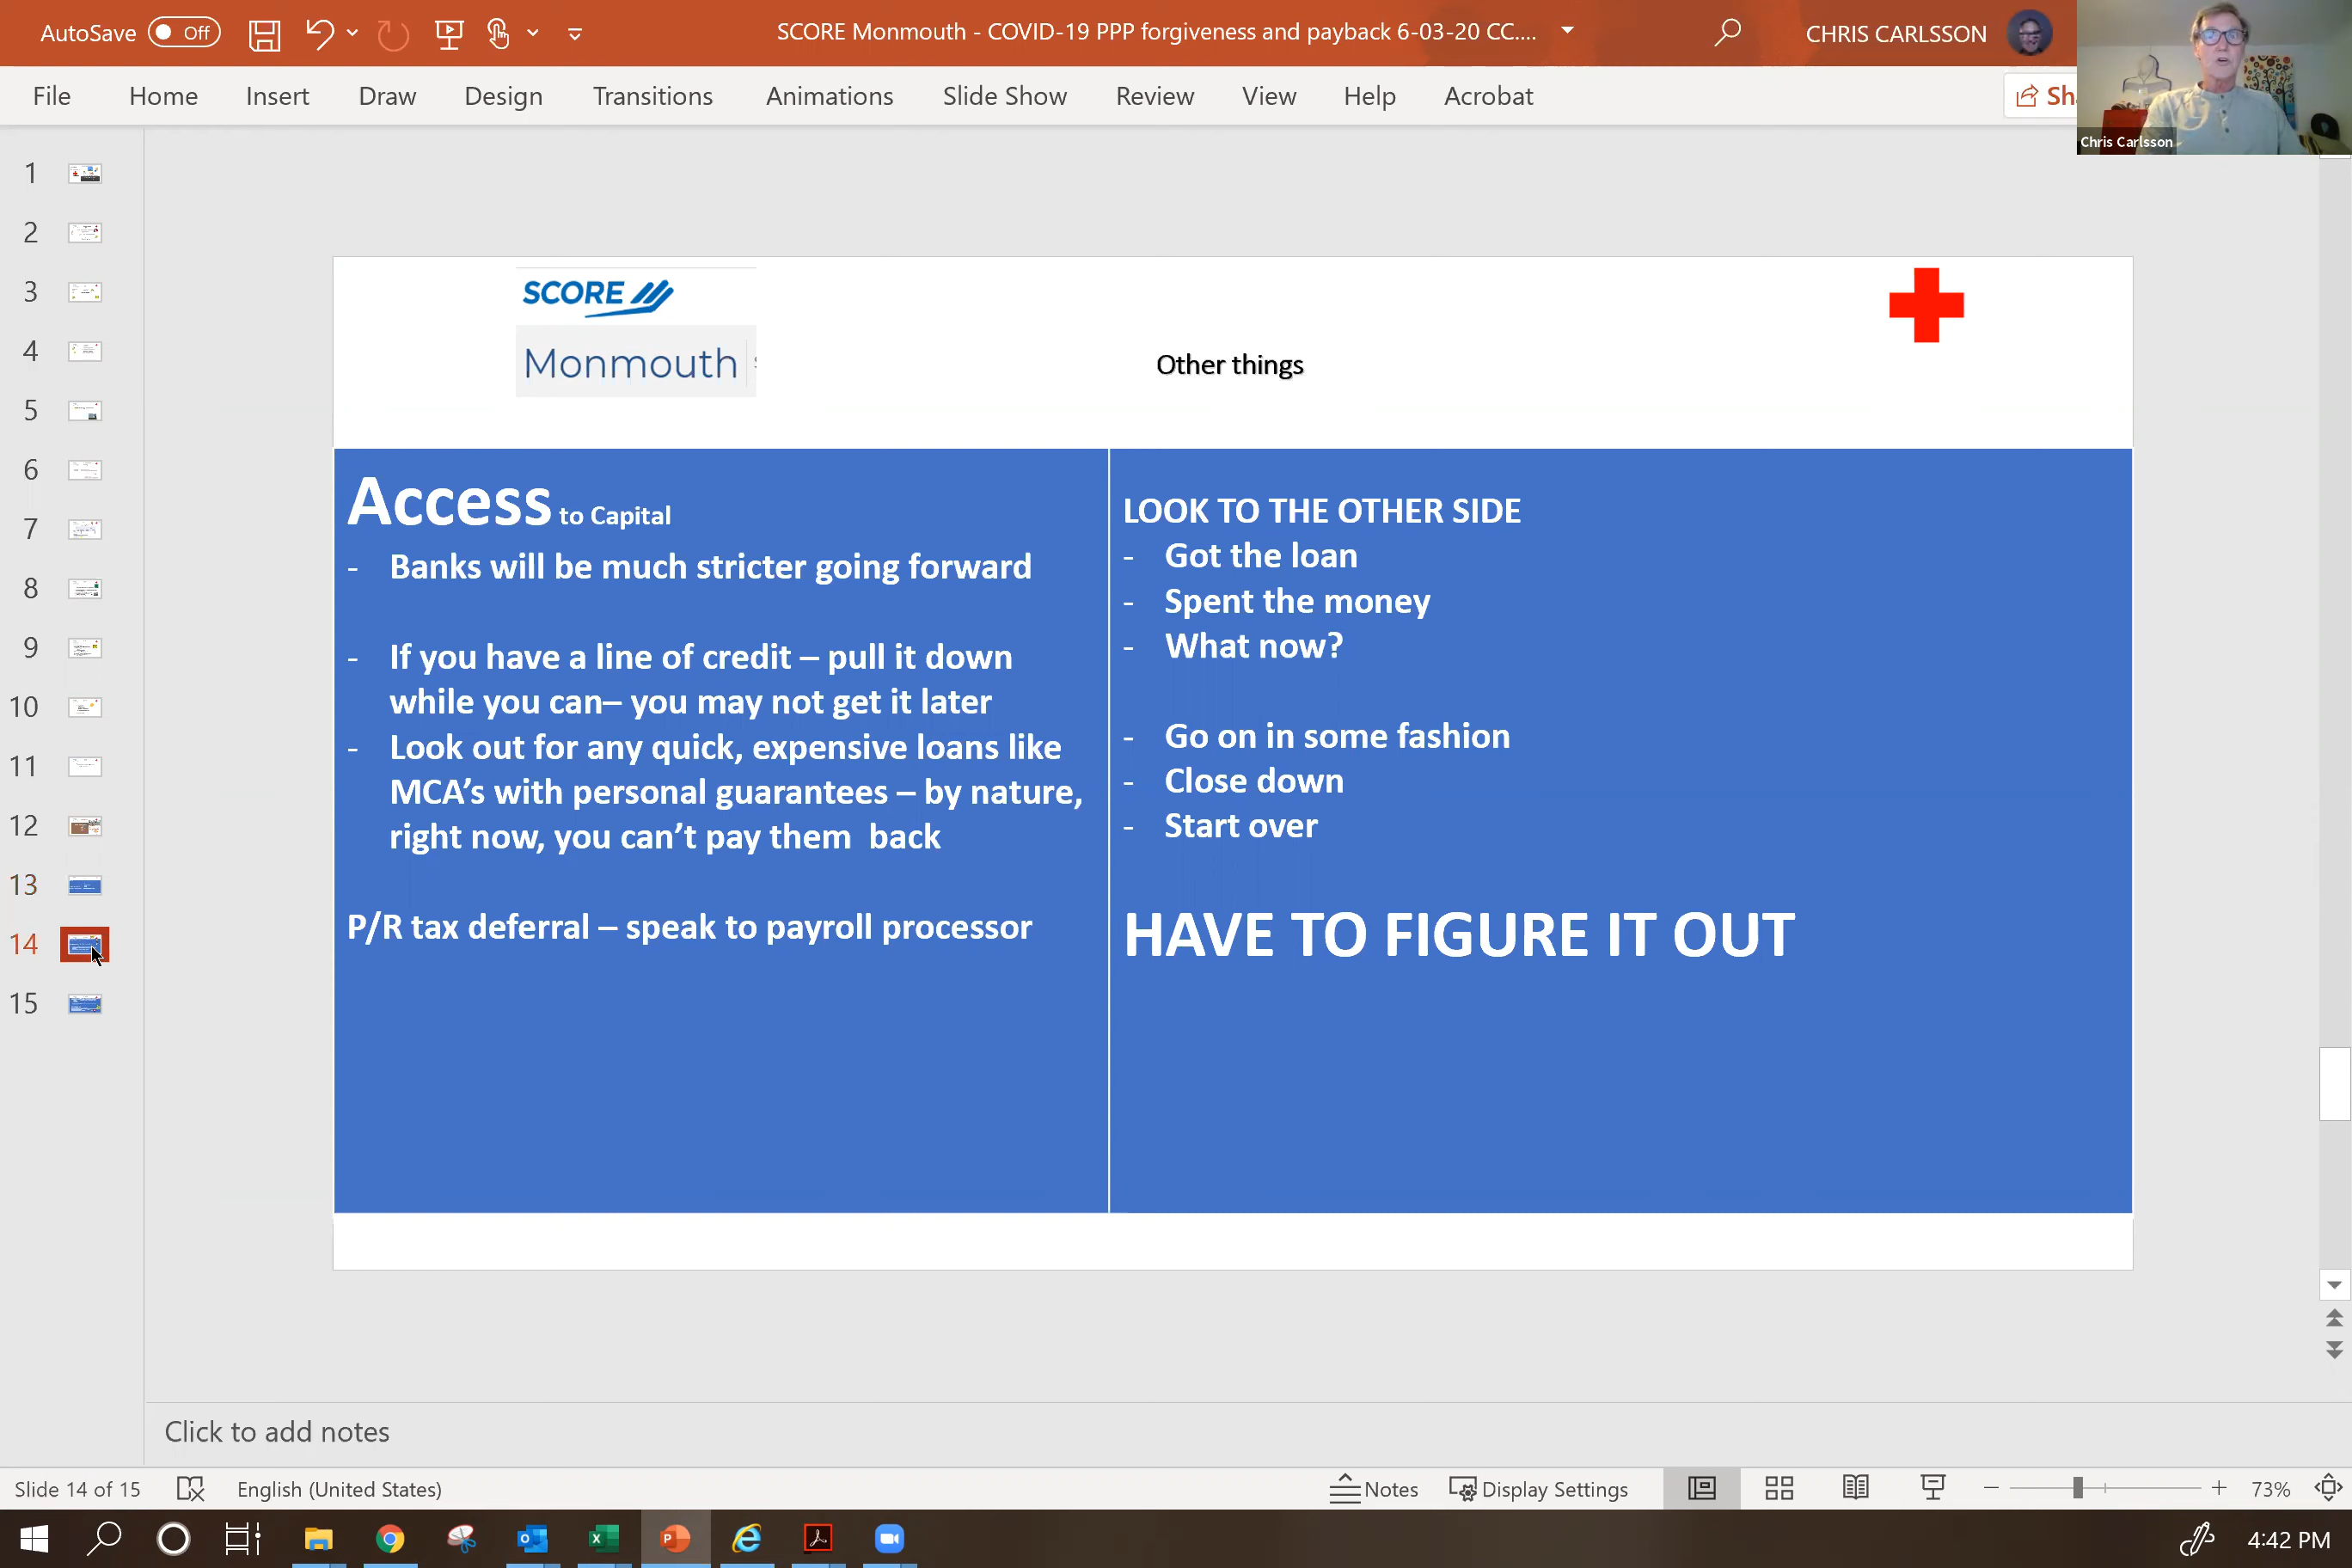 AutoSave Off
SCORE Monmouth - COVID-19 PPP forgiveness and payback 6-03-20 CC....
CHRIS CARLSSON
File Home Insert Draw Design Transitions Animations Slide Show Review View Help Acrobat
Chris Carlsson
1
2
3
4
5
6
7
8
9
10
11
12
13
14
15
SCORE
Monmouth
Other things
Access to Capital
- Banks will be much stricter going forward
- If you have a line of credit – pull it down
while you can– you may not get it later
- Look out for any quick, expensive loans like
MCA’s with personal guarantees – by nature,
right now, you can’t pay them  back
P/R tax deferral – speak to payroll processor
LOOK TO THE OTHER SIDE
- Got the loan
- Spent the money
- What now?
- Go on in some fashion
- Close down
- Start over
HAVE TO FIGURE IT OUT
Click to add notes
Slide 14 of 15 English (United States) Notes Display Settings 73%
4:42 PM